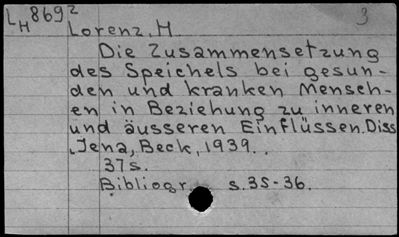 LH 8692 3
Lorenz, H.
Die Zusammensetzung
des Speichels bei gesun-
den und kranken Mensch-
en in Beziehung zu inneren
und äusseren Einflüssen. Diss
. Jena, Beck, 1939.
37s.
Bibliogr. s.35-36.